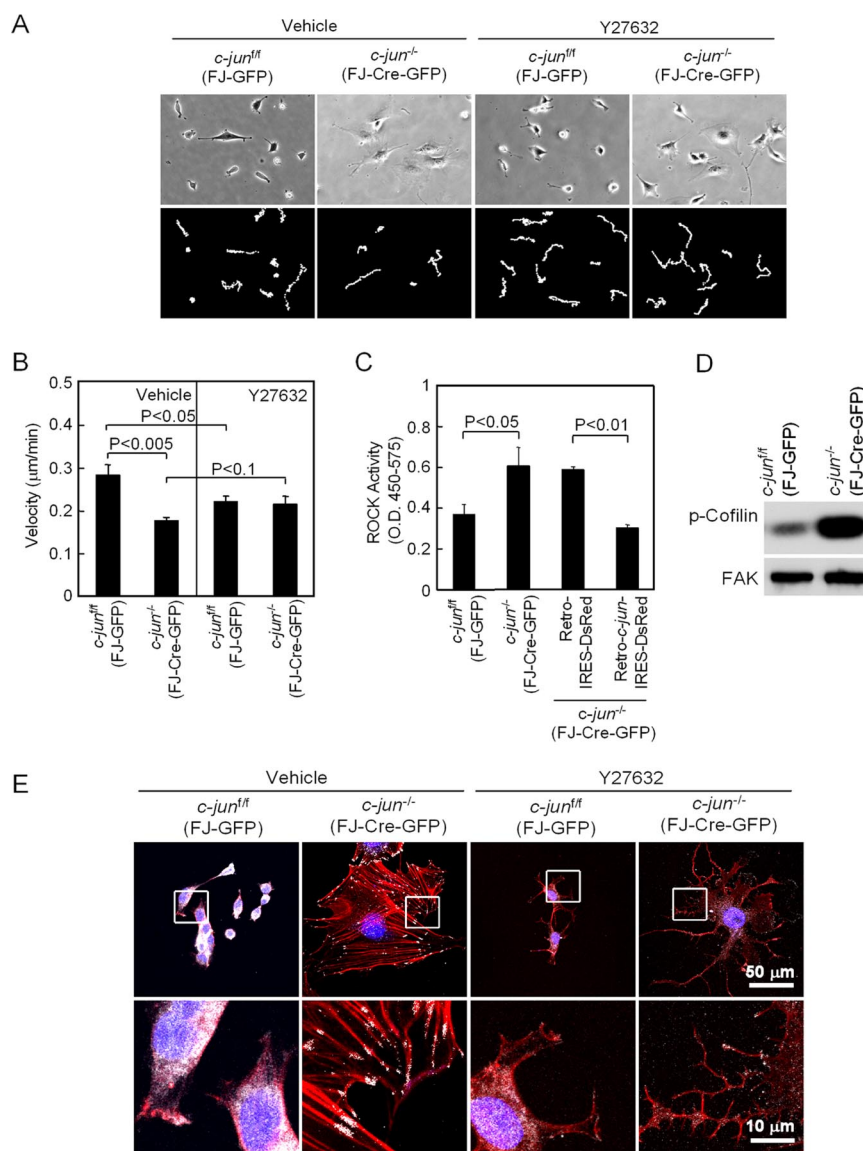 A
Vehicle
Y27632
c-jun^f/f
(FJ-GFP)
c-jun^-/-
(FJ-Cre-GFP)
c-jun^f/f
(FJ-GFP)
c-jun^-/-
(FJ-Cre-GFP)
B
Velocity (μm/min)
0.5
0.4
0.3
0.2
0.1
0
Vehicle
Y27632
P<0.05
P<0.005
P<0.1
c-jun^f/f
(FJ-GFP)
c-jun^-/-
(FJ-Cre-GFP)
c-jun^f/f
(FJ-GFP)
c-jun^-/-
(FJ-Cre-GFP)
C
ROCK Activity
(O.D. 450-575)
1
0.8
0.6
0.4
0.2
0
P<0.05
P<0.01
c-jun^f/f
(FJ-GFP)
c-jun^-/-
(FJ-Cre-GFP)
Retro-
IRES-DsRed
Retro-c-jun-
IRES-DsRed
c-jun^-/-
(FJ-Cre-GFP)
D
c-jun^f/f
(FJ-GFP)
c-jun^-/-
(FJ-Cre-GFP)
p-Cofilin
FAK
E
Vehicle
Y27632
c-jun^f/f
(FJ-GFP)
c-jun^-/-
(FJ-Cre-GFP)
c-jun^f/f
(FJ-GFP)
c-jun^-/-
(FJ-Cre-GFP)
50 μm
10 μm